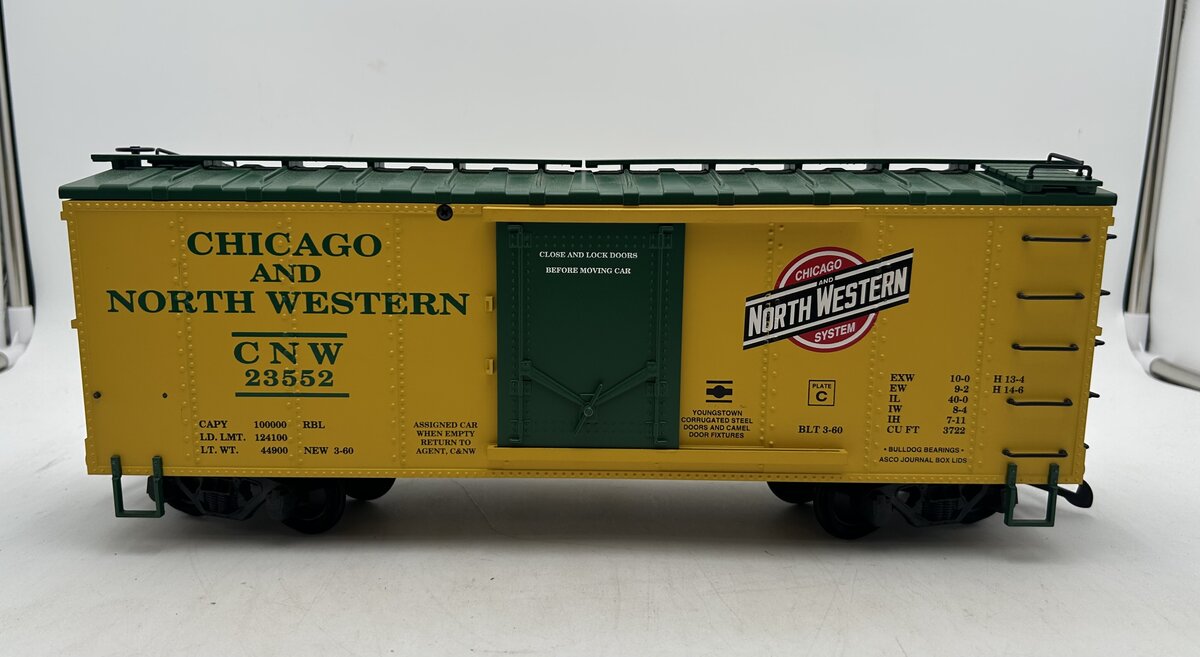 CHICAGO
AND
NORTH WESTERN
CNW
23552
CAPY 100000 RBL
LD. LMT. 124100
LT. WT. 44900 NEW 3-60
ASSIGNED CAR
WHEN EMPTY
RETURN TO
AGENT, C&NW
CLOSE AND LOCK DOORS
BEFORE MOVING CAR
YOUNGSTOWN
CORRUGATED STEEL
DOORS AND CAMEL
DOOR FIXTURES
CHICAGO
AND
NORTH WESTERN
SYSTEM
PLATE
C
BLT 3-60
EXW 10-0 H 13-4
EW 9-2 H 14-6
IL 40-0
IW 8-4
IH 7-11
CU FT 3722
• BULLDOG BEARINGS •
ASCO JOURNAL BOX LIDS